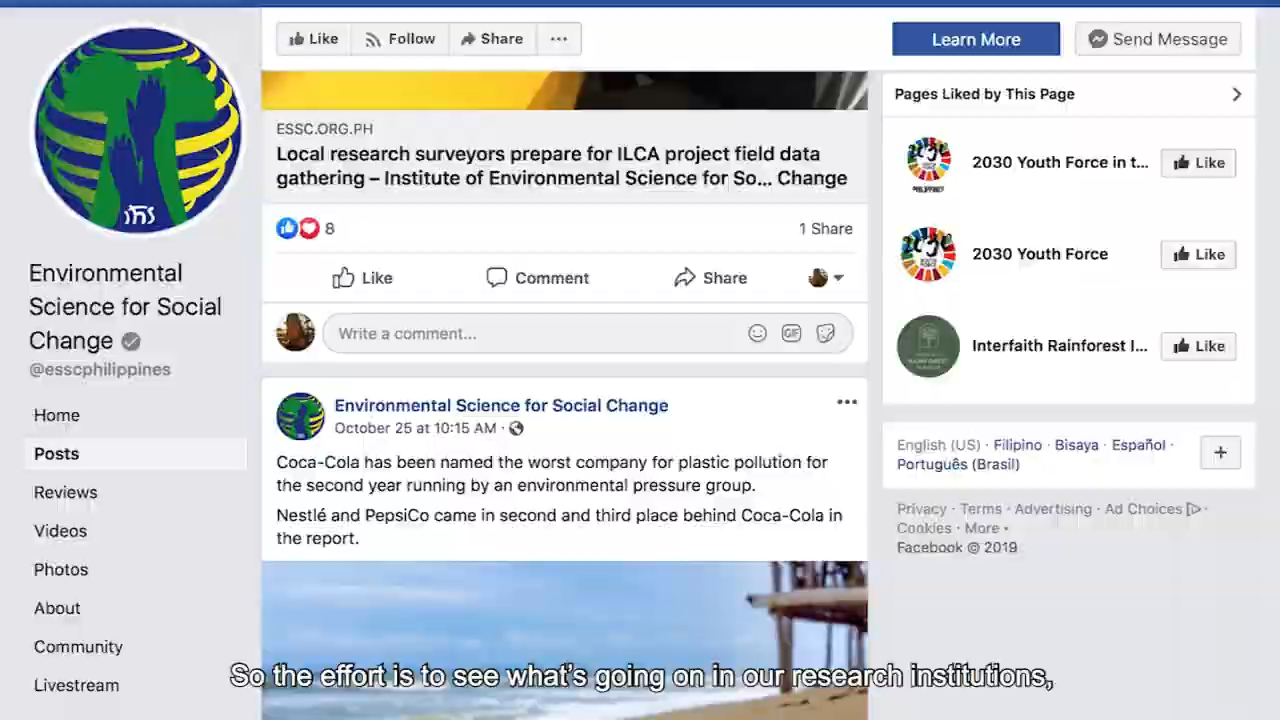 Like
Follow
Share
Learn More
Send Message
ESSC.ORG.PH
Local research surveyors prepare for ILCA project field data
gathering – Institute of Environmental Science for So... Change
8
1 Share
Like
Comment
Share
Write a comment...
GIF
Environmental Science for Social Change
October 25 at 10:15 AM ·
Coca-Cola has been named the worst company for plastic pollution for
the second year running by an environmental pressure group.
Nestlé and PepsiCo came in second and third place behind Coca-Cola in
the report.
Environmental
Science for Social
Change
@esscphilippines
Home
Posts
Reviews
Videos
Photos
About
Community
Livestream
Pages Liked by This Page
2030 Youth Force in t...
Like
2030 Youth Force
Like
Interfaith Rainforest I...
Like
English (US) · Filipino · Bisaya · Español ·
Português (Brasil)
Privacy · Terms · Advertising · Ad Choices ·
Cookies · More
Facebook © 2019
So the effort is to see what's going on in our research institutions,